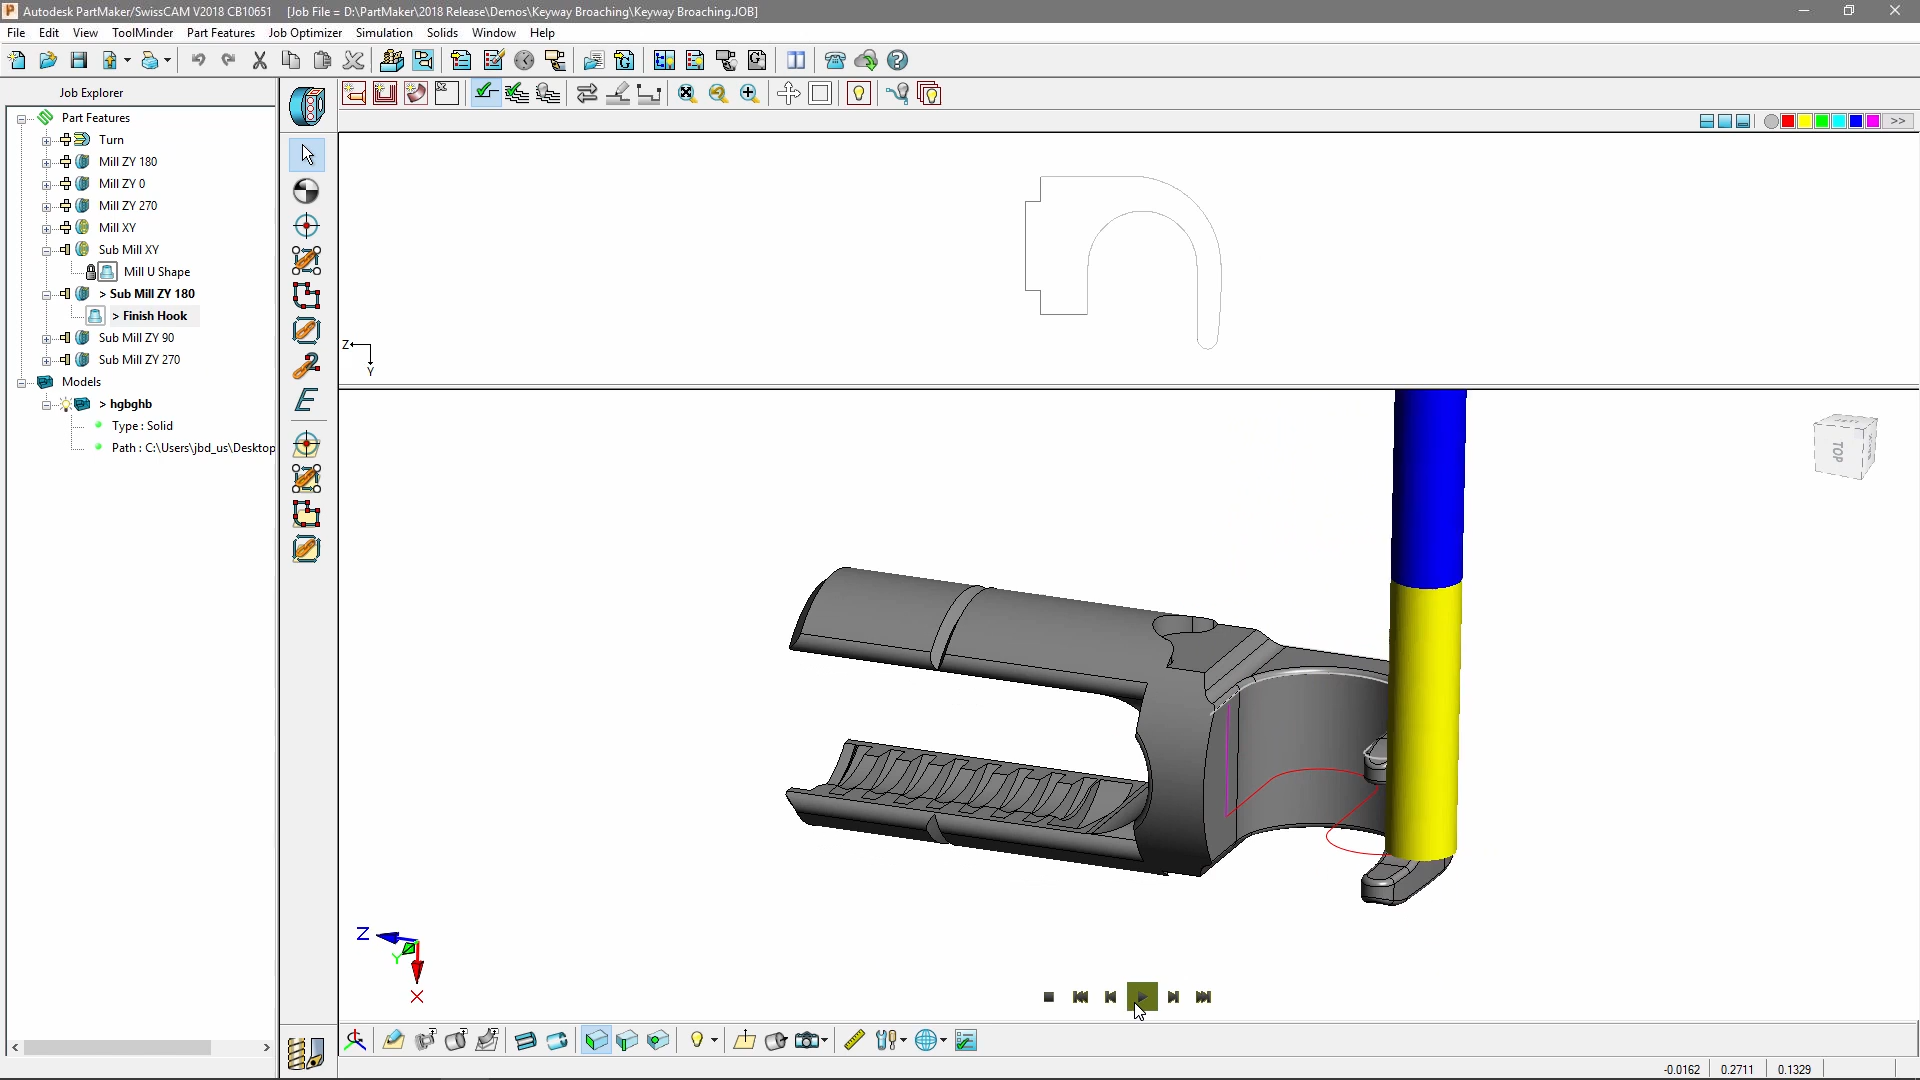 Autodesk PartMaker/SwissCAM V2018 CB10651 [Job File = D:\PartMaker\2018 Release\Demos\Keyway Broaching\Keyway Broaching.JOB]
File Edit View ToolMinder Part Features Job Optimizer Simulation Solids Window Help
Job Explorer
Part Features
Turn
Mill ZY 180
Mill ZY 0
Mill ZY 270
Mill XY
Sub Mill XY
Mill U Shape
> Sub Mill ZY 180
> Finish Hook
Sub Mill ZY 90
Sub Mill ZY 270
Models
> hgbghb
Type : Solid
Path : C:\Users\jbd_us\Desktop
>>
Z
Y
TOP
Z
Y
X
-0.0162 0.2711 0.1329